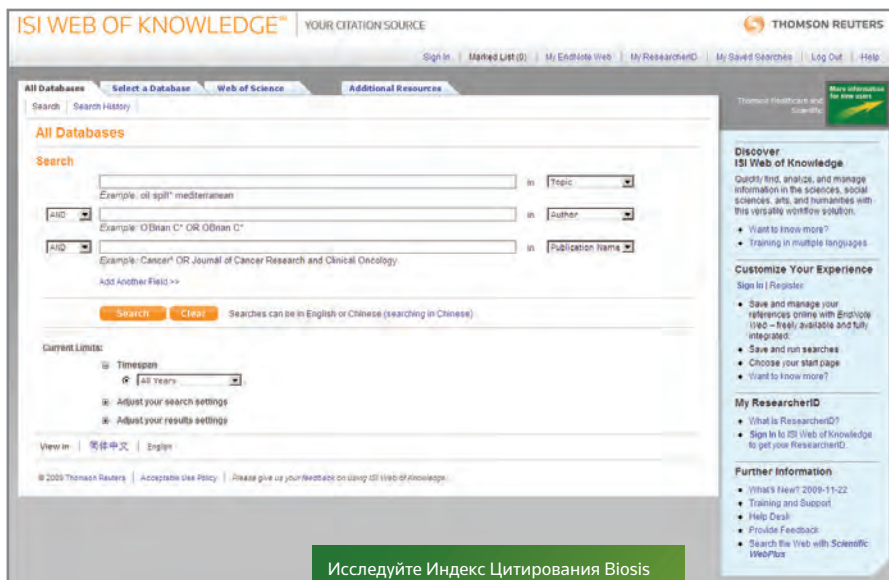 ISI WEB OF KNOWLEDGE℠ | YOUR CITATION SOURCE
THOMSON REUTERS
Sign In | Marked List (0) | My EndNote Web | My ResearcherID | My Saved Searches | Log Out | Help
All Databases Select a Database Web of Science Additional Resources
Search | Search History
All Databases
Search
in Topic
Example: oil spill* mediterranean
AND in Author
Example: O'Brian C* OR OBrian C*
AND in Publication Name
Example: Cancer* OR Journal of Cancer Research and Clinical Oncology
Add Another Field >>
Search Clear Searches can be in English or Chinese (searching in Chinese)
Current Limits:
Timespan
All Years
Adjust your search settings
Adjust your results settings
View in | 简体中文 | English
© 2009 Thomson Reuters | Acceptable Use Policy | Please give us your feedback on using ISI Web of Knowledge.
Thomson Healthcare and
Scientific
More information
for new users
Discover
ISI Web of Knowledge
Quickly find, analyze, and manage
information in the sciences, social
sciences, arts, and humanities with
this versatile workflow solution.
Want to know more?
Training in multiple languages
Customize Your Experience
Sign In | Register
Save and manage your
references online with EndNote
Web – freely available and fully
integrated.
Save and run searches
Choose your start page
Want to know more?
My ResearcherID
What is ResearcherID?
Sign In to ISI Web of Knowledge
to get your ResearcherID.
Further Information
What's New? 2009-11-22
Training and Support
Help Desk
Provide Feedback
Search the Web with Scientific
WebPlus
Исследуйте Индекс Цитирования Biosis